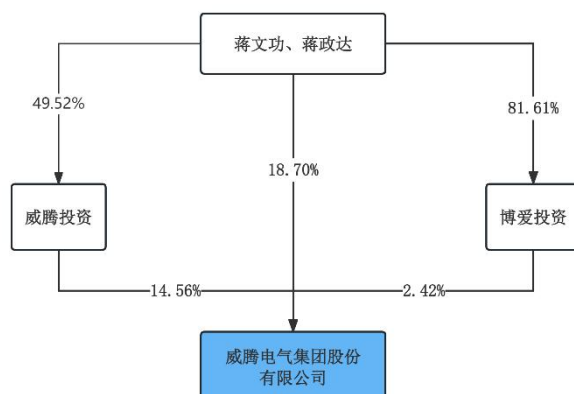 蒋文功、蒋政达
49.52%
81.61%
18.70%
威腾投资
博爱投资
14.56%
2.42%
威腾电气集团股份
有限公司